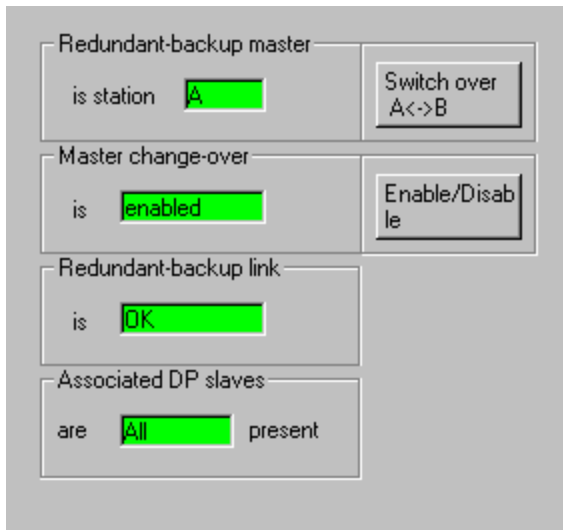 Redundant-backup master
is station A
Switch over
A<->B
Master change-over
is enabled
Enable/Disab
le
Redundant-backup link
is OK
Associated DP slaves
are All present